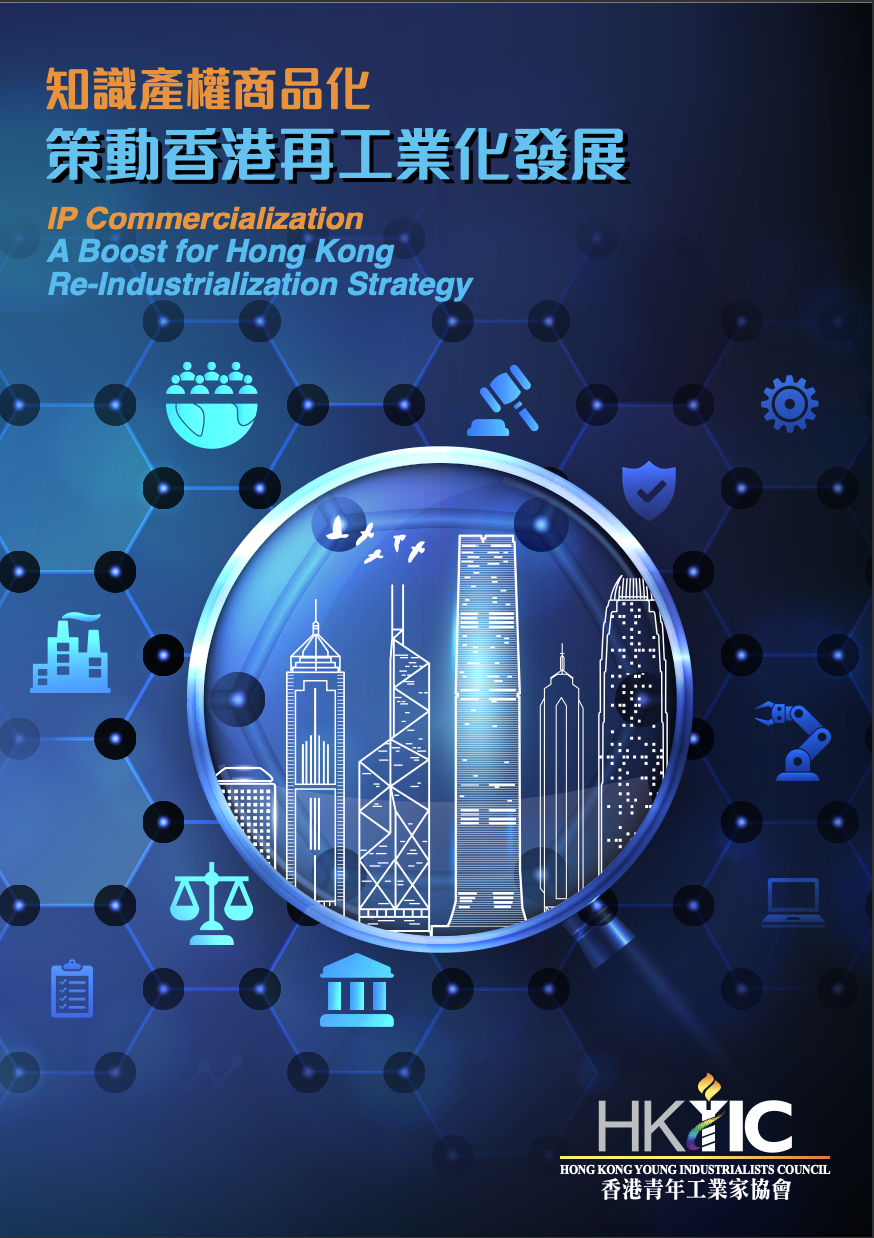 知識產權商品化
策動香港再工業化發展
IP Commercialization
A Boost for Hong Kong
Re-Industrialization Strategy
HKYIC
HONG KONG YOUNG INDUSTRIALISTS COUNCIL
香港青年工業家協會